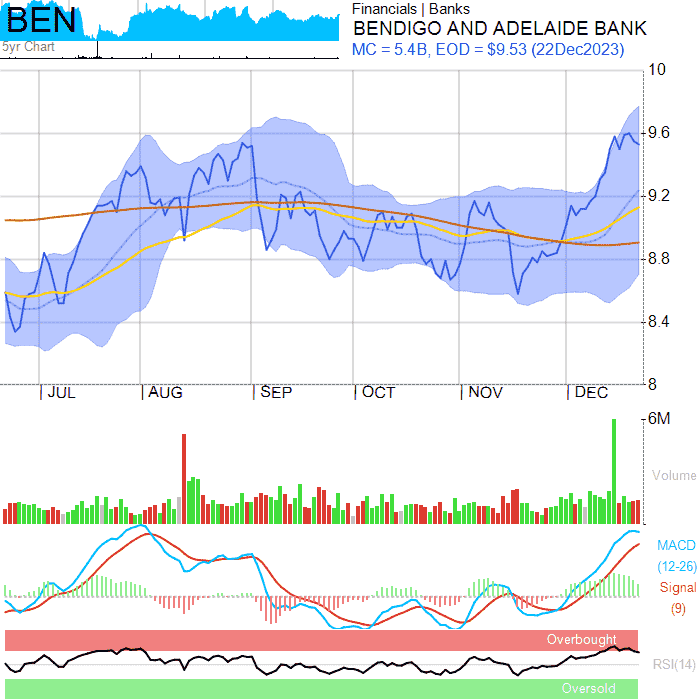 BEN
5yr Chart
Financials | Banks
BENDIGO AND ADELAIDE BANK
MC = 5.4B, EOD = $9.53 (22Dec2023)
10
9.6
9.2
8.8
8.4
8
JUL AUG SEP OCT NOV DEC
6M
Volume
MACD
(12-26)
Signal
(9)
Overbought
RSI(14)
Oversold